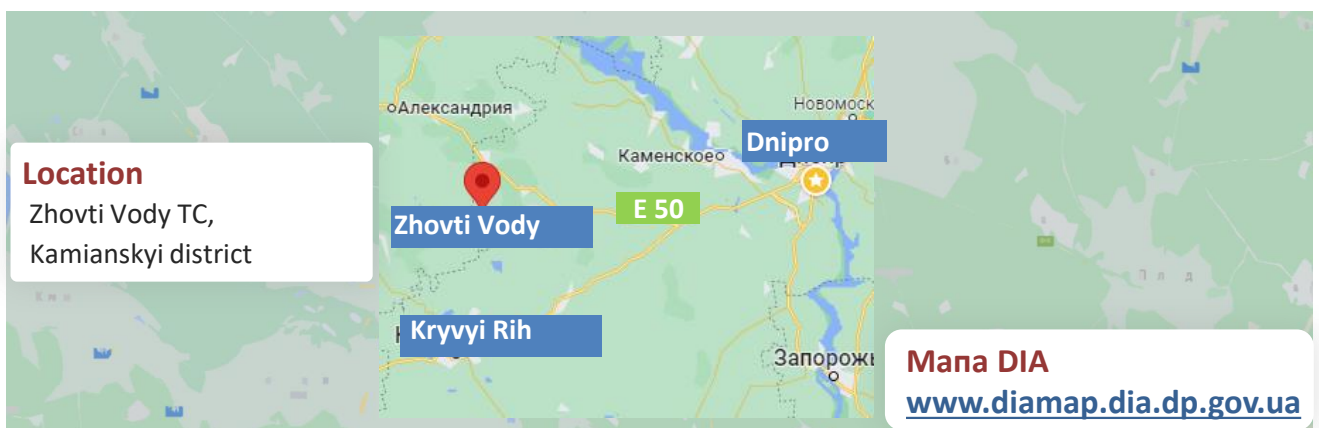 Location
Zhovti Vody TC,
Kamianskyi district
Александрия
Новомоск
Dnipro
Каменское
E 50
Zhovti Vody
Kryvyi Rih
Запорожь
Мапа DIA
www.diamap.dia.dp.gov.ua